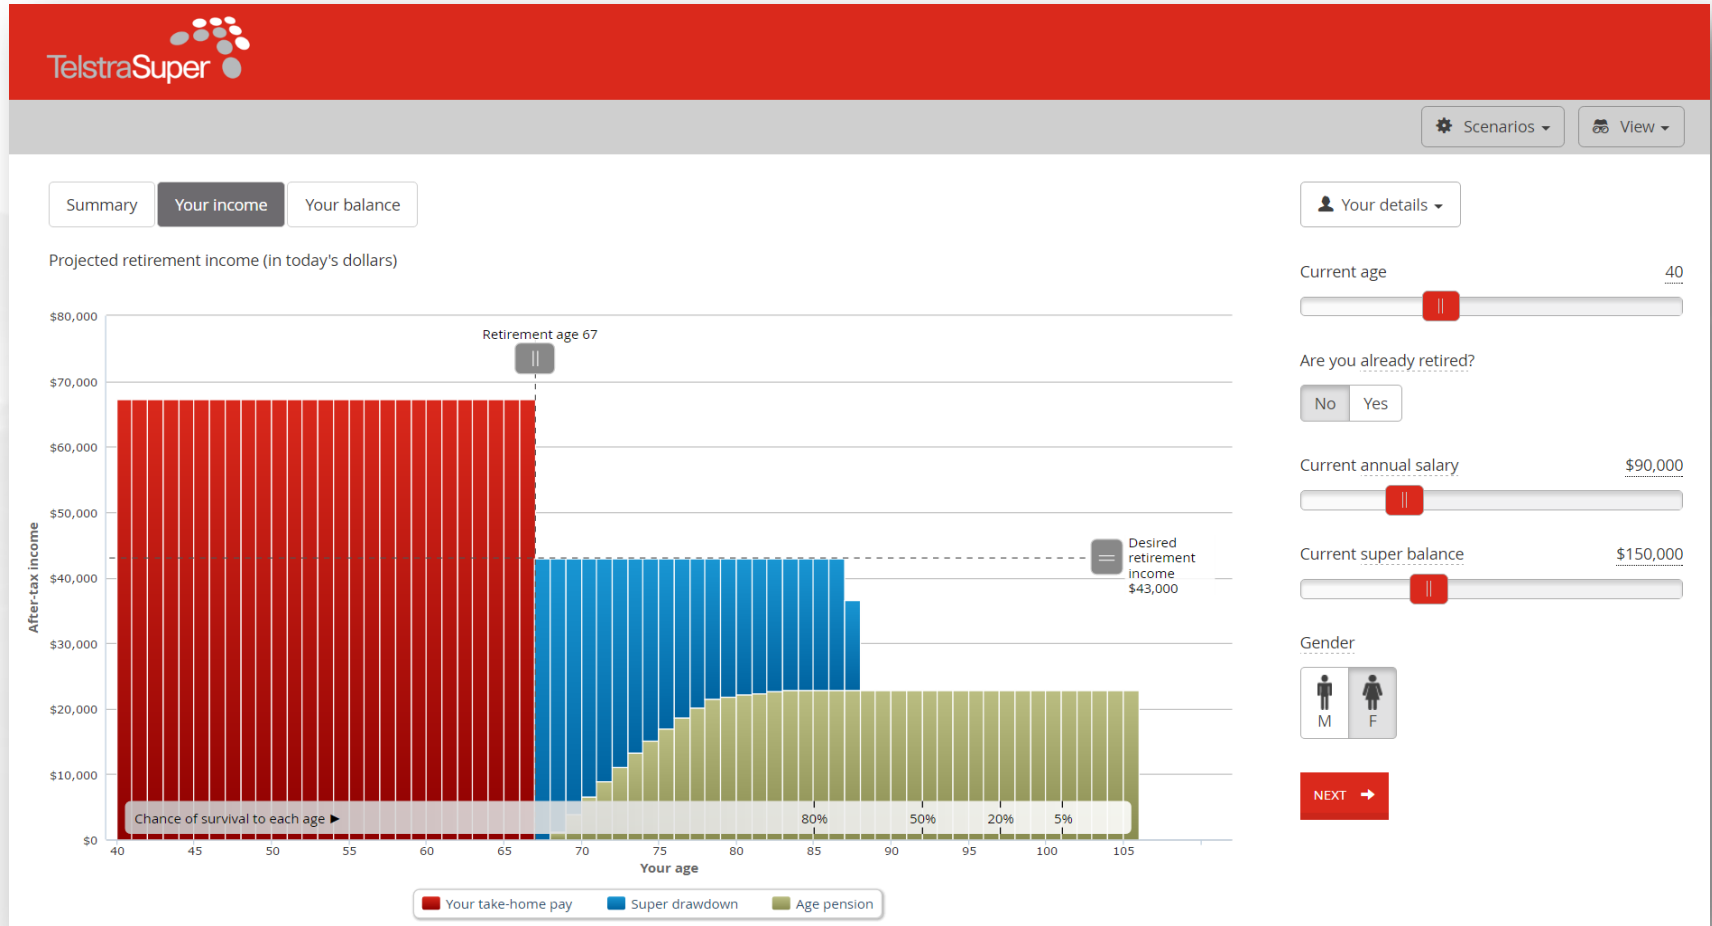 TelstraSuper
Scenarios
View
Summary
Your income
Your balance
Your details
Projected retirement income (in today's dollars)
Current age 40
Are you already retired?
No
Yes
Current annual salary $90,000
Current super balance $150,000
Gender
M
F
NEXT
Retirement age 67
Desired
retirement
income
$43,000
After-tax income
$80,000
$70,000
$60,000
$50,000
$40,000
$30,000
$20,000
$10,000
$0
Chance of survival to each age 80% 50% 20% 5%
40 45 50 55 60 65 70 75 80 85 90 95 100 105
Your age
Your take-home pay
Super drawdown
Age pension